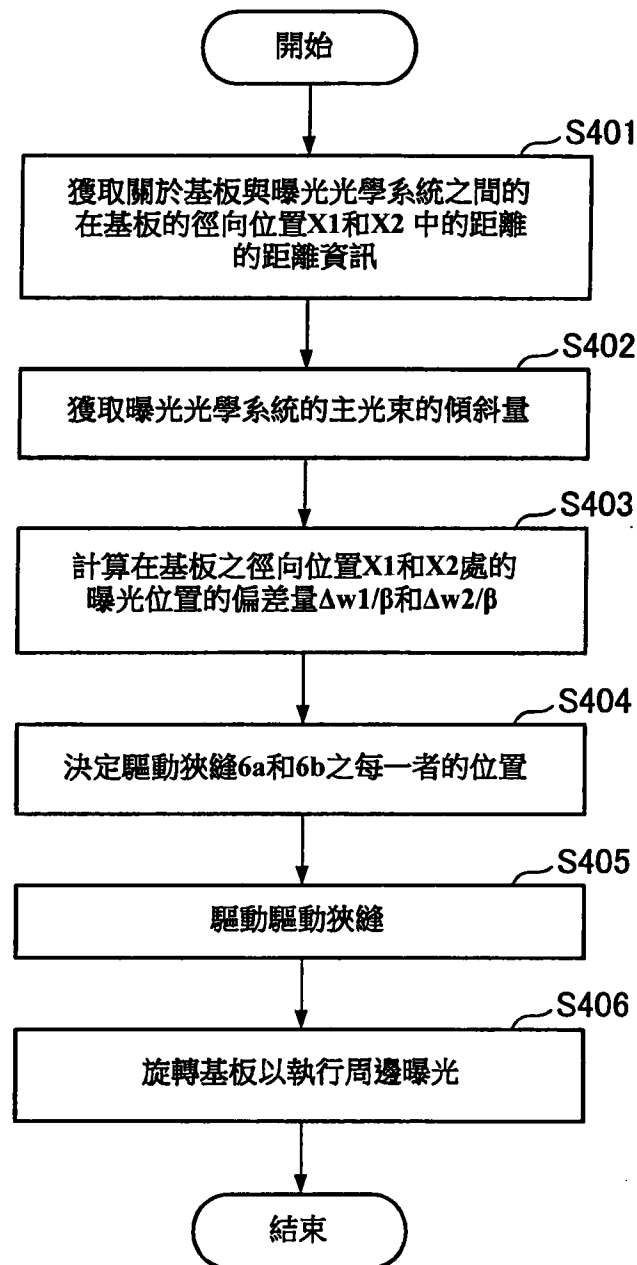 開始
S401
獲取關於基板與曝光光學系統之間的
在基板的徑向位置X1和X2 中的距離
的距離資訊
S402
獲取曝光光學系統的主光束的傾斜量
S403
計算在基板之徑向位置X1和X2處的
曝光位置的偏差量Δw1/β和Δw2/β
S404
決定驅動狹縫6a和6b之每一者的位置
S405
驅動驅動狹縫
S406
旋轉基板以執行周邊曝光
結束